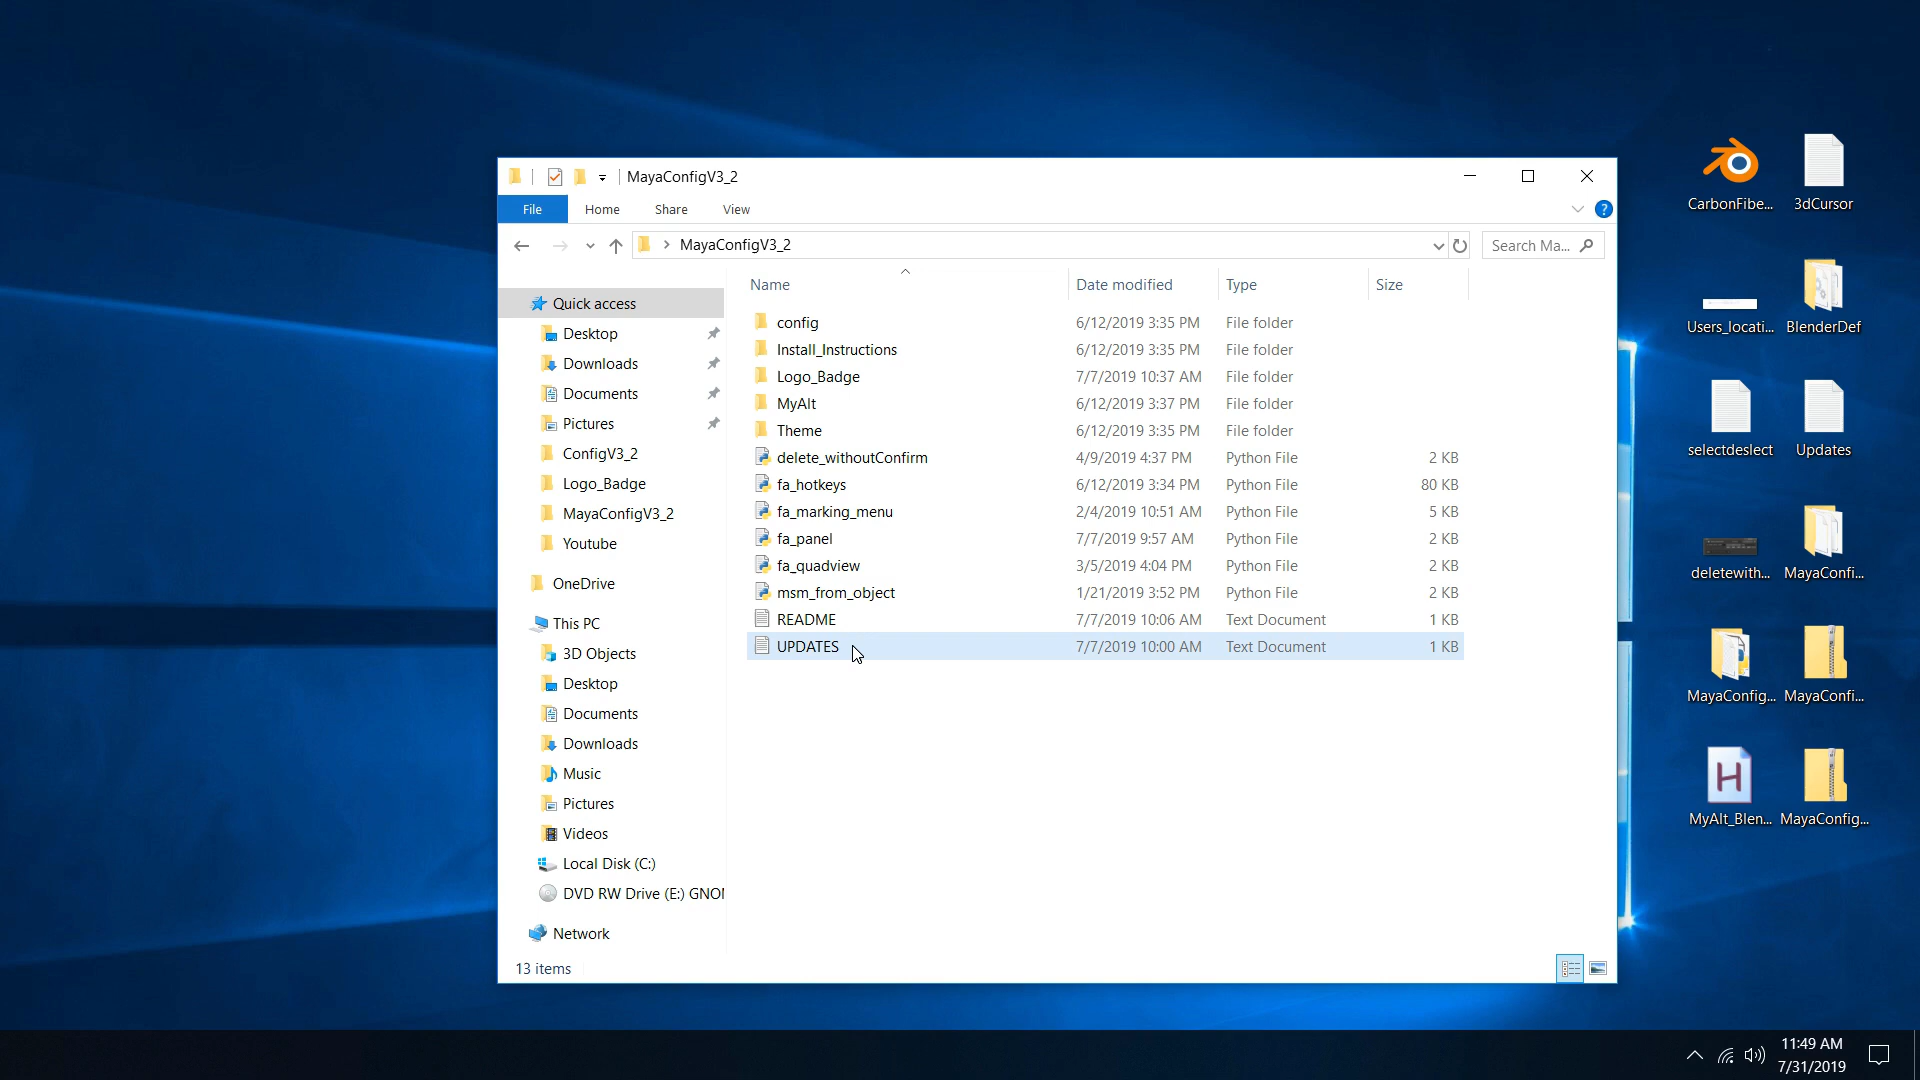 MayaConfigV3_2
File Home Share View
MayaConfigV3_2
Search Ma...
Name Date modified Type Size
Quick access
Desktop
Downloads
Documents
Pictures
ConfigV3_2
Logo_Badge
MayaConfigV3_2
Youtube
OneDrive
This PC
3D Objects
Desktop
Documents
Downloads
Music
Pictures
Videos
Local Disk (C:)
DVD RW Drive (E:) GNO
Network
config 6/12/2019 3:35 PM File folder
Install_Instructions 6/12/2019 3:35 PM File folder
Logo_Badge 7/7/2019 10:37 AM File folder
MyAlt 6/12/2019 3:37 PM File folder
Theme 6/12/2019 3:35 PM File folder
delete_withoutConfirm 4/9/2019 4:37 PM Python File 2 KB
fa_hotkeys 6/12/2019 3:34 PM Python File 80 KB
fa_marking_menu 2/4/2019 10:51 AM Python File 5 KB
fa_panel 7/7/2019 9:57 AM Python File 2 KB
fa_quadview 3/5/2019 4:04 PM Python File 2 KB
msm_from_object 1/21/2019 3:52 PM Python File 2 KB
README 7/7/2019 10:06 AM Text Document 1 KB
UPDATES 7/7/2019 10:00 AM Text Document 1 KB
13 items
CarbonFibe... 3dCursor
Users_locati... BlenderDef
selectdeslect Updates
deletewith... MayaConfi...
MayaConfig... MayaConfi...
H
MyAlt_Blen... MayaConfig...
11:49 AM
7/31/2019